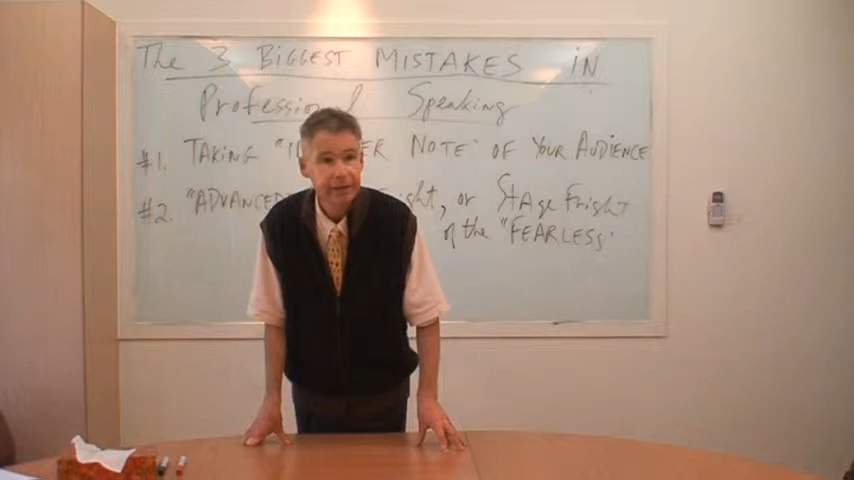 The 3 BIGGEST MISTAKES iN
Professional Speaking
#1. TAKING NOTE" OF YOUR AUDIENCE
#2. "ADVANCED , or STAge Fright
of the "FEARLESS"